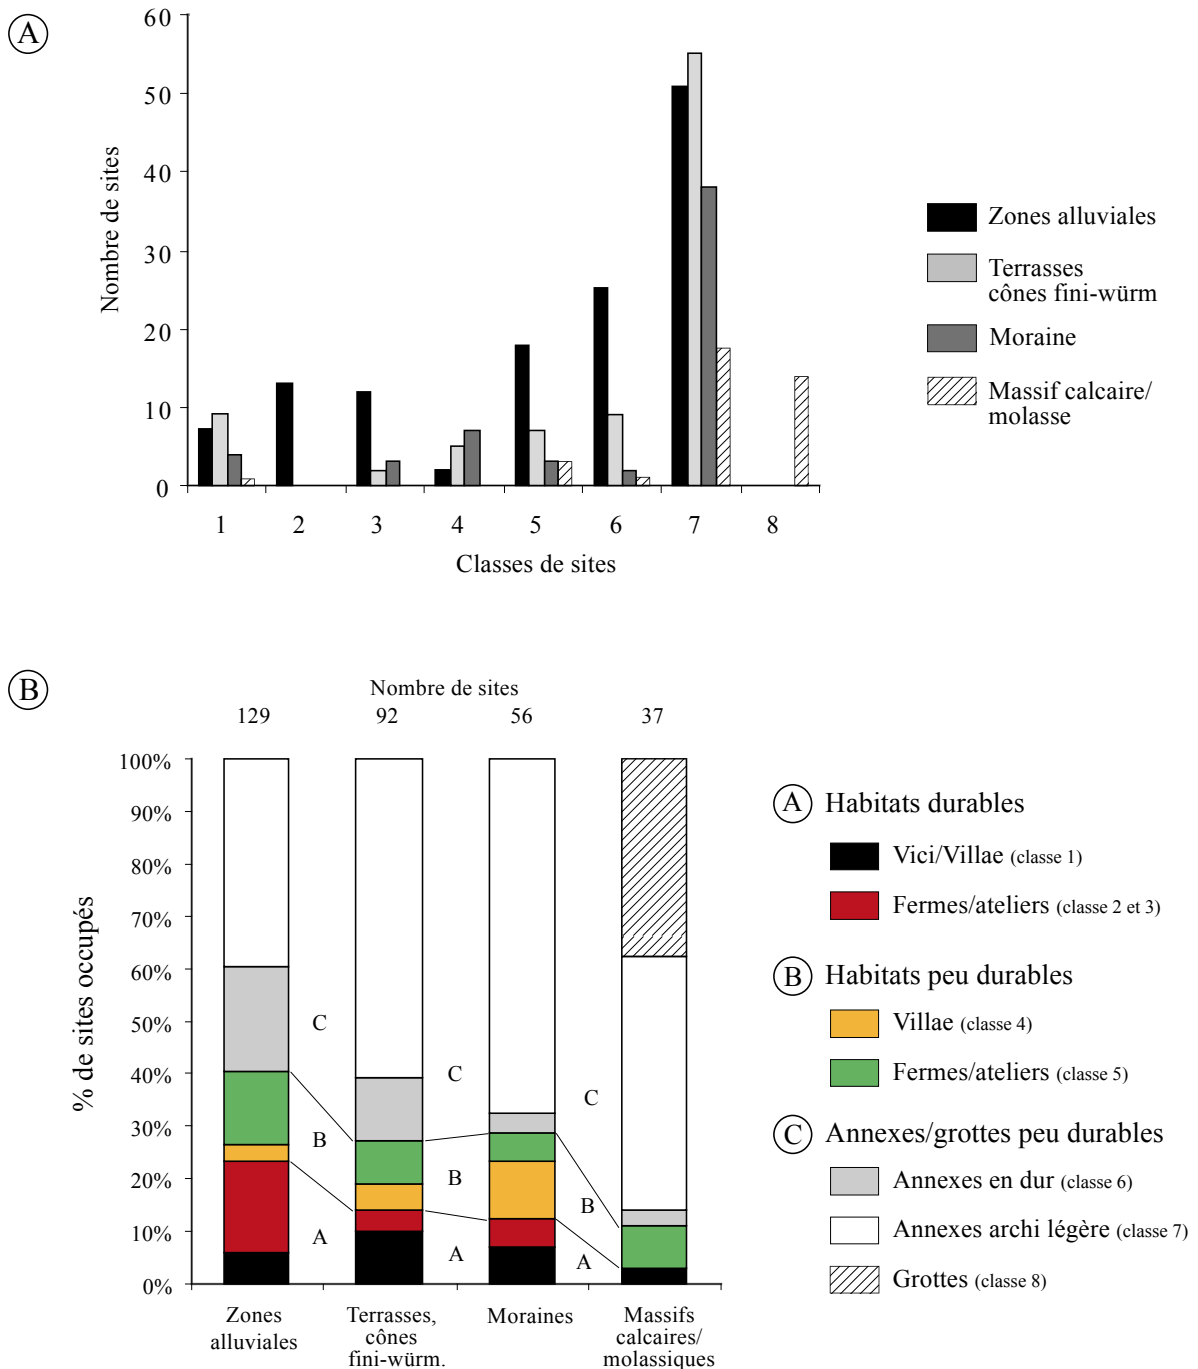 A
Nombre de sites
60
50
40
30
20
10
0
1 2 3 4 5 6 7 8
Classes de sites
Zones alluviales
Terrasses
cônes fini-würm
Moraine
Massif calcaire/
molasse
B
Nombre de sites
129 92 56 37
% de sites occupés
100%
90%
80%
70%
60%
50%
40%
30%
20%
10%
0%
C
B
A
C
B
A
C
B
A
Zones
alluviales
Terrasses,
cônes
fini-würm.
Moraines
Massifs
calcaires/
molassiques
A Habitats durables
Vici/Villae (classe 1)
Fermes/ateliers (classe 2 et 3)
B Habitats peu durables
Villae (classe 4)
Fermes/ateliers (classe 5)
C Annexes/grottes peu durables
Annexes en dur (classe 6)
Annexes archi légère (classe 7)
Grottes (classe 8)